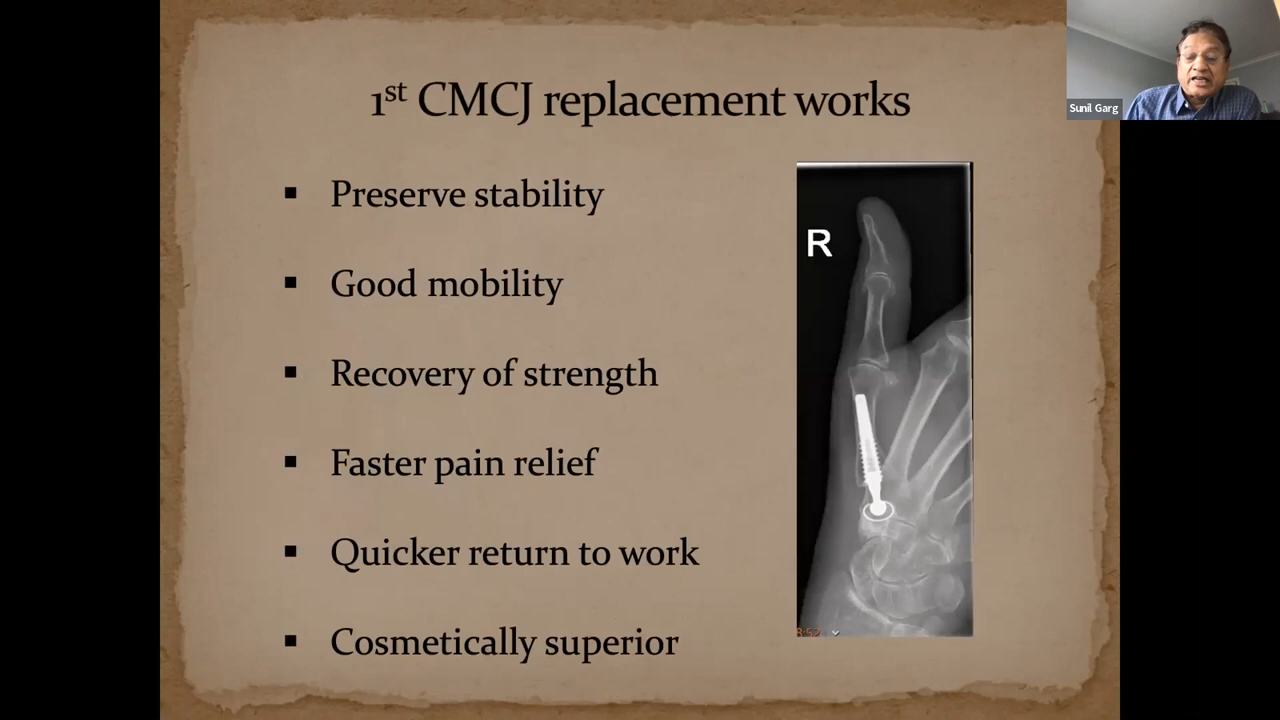 1st CMCJ replacement works
Sunil Garg
▪ Preserve stability
R
▪ Good mobility
▪ Recovery of strength
▪ Faster pain relief
▪ Quicker return to work
▪ Cosmetically superior